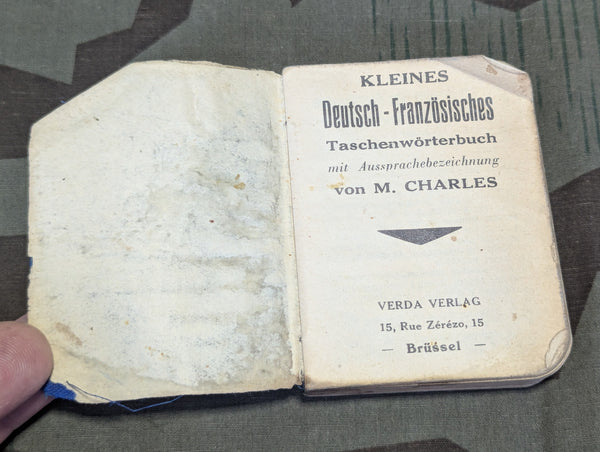 KLEINES
Deutsch - Französisches
Taschenwörterbuch
mit Aussprachebezeichnung
von M. CHARLES
VERDA VERLAG
15, Rue Zérézo, 15
— Brüssel —